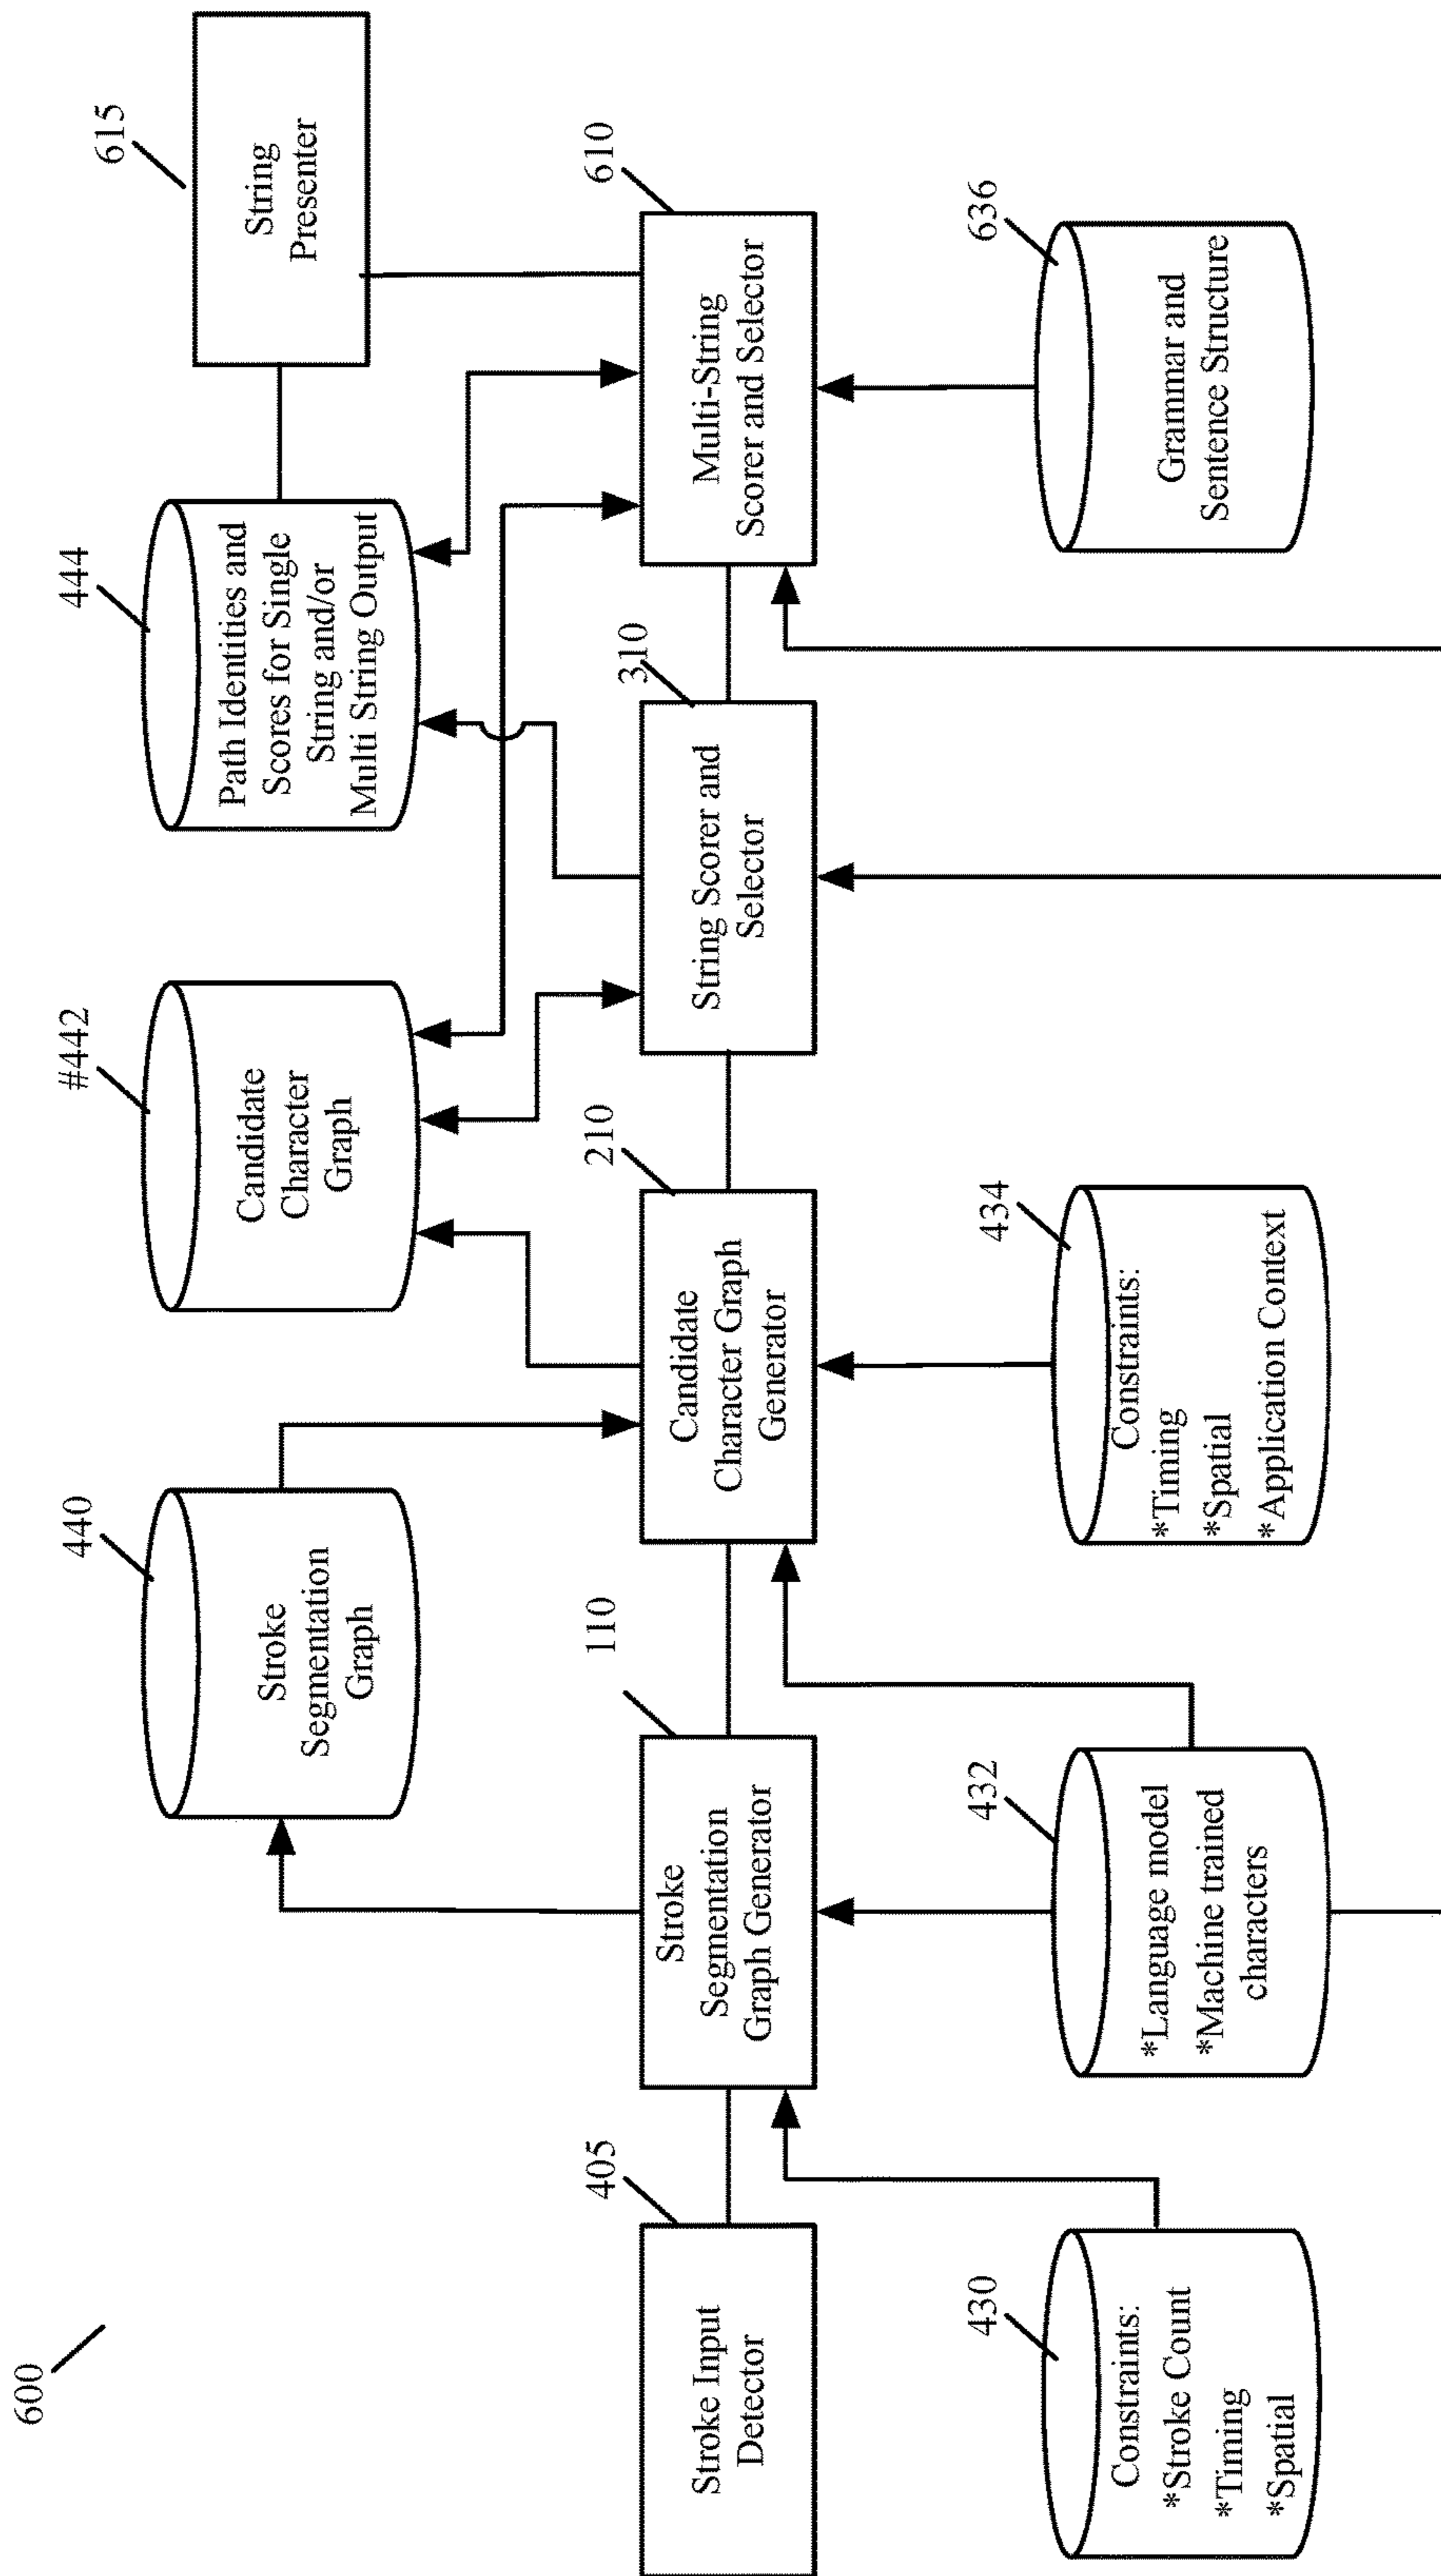 600
615
String
Presenter
444
Path Identities and
Scores for Single
String and/or
Multi String Output
#442
Candidate
Character
Graph
440
Stroke
Segmentation
Graph
405
Stroke Input
Detector
110
Stroke
Segmentation
Graph Generator
210
Candidate
Character Graph
Generator
310
String Scorer and
Selector
610
Multi-String
Scorer and Selector
430
Constraints:
*Stroke Count
*Timing
*Spatial
432
*Language model
*Machine trained
characters
434
Constraints:
*Timing
*Spatial
*Application Context
636
Grammar and
Sentence Structure